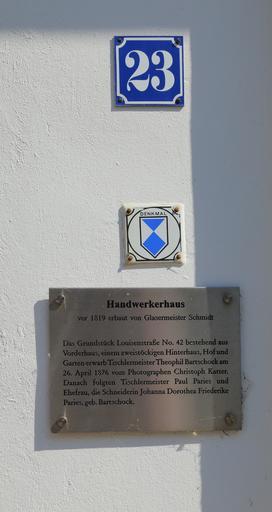 23
DENKMAL
Handwerkerhaus
vor 1819 erbaut von Glasermeister Schmidt
Das Grundstück Louisenstraße No. 42 bestehend aus
Vorderhaus, einem zweistöckigen Hinterhaus, Hof und
Garten erwarb Tischlermeister Theophil Bartschock am
26. April 1876 vom Photographen Christoph Katter.
Danach folgten Tischlermeister Paul Paries und
Ehefrau, die Schneiderin Johanna Dorothea Friederike
Paries, geb. Bartschock.